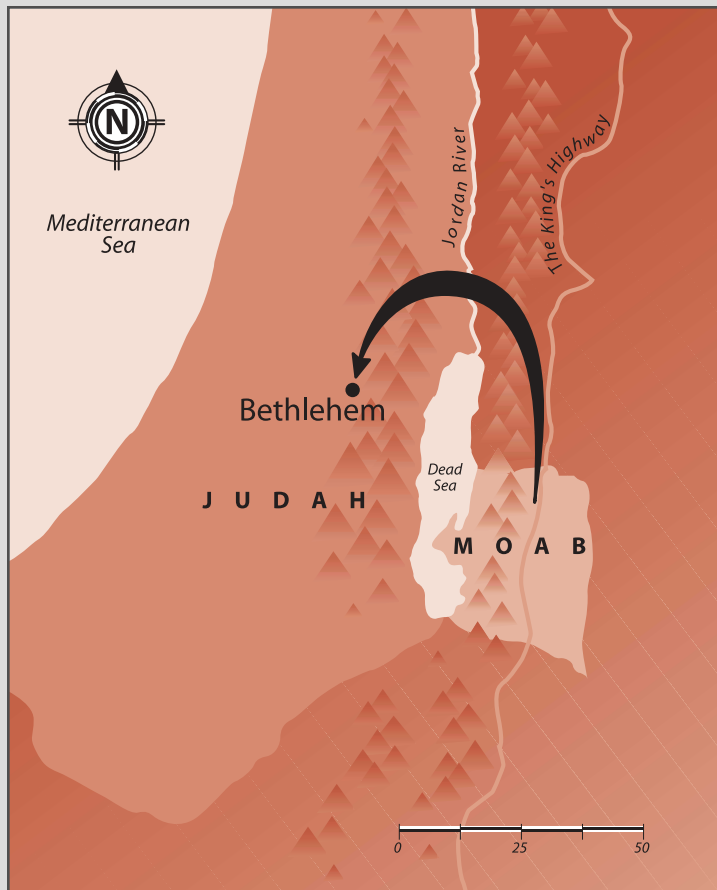 N
Mediterranean
Sea
Jordan River
The King's Highway
Bethlehem
Dead
Sea
J U D A H
M O A B
0 25 50